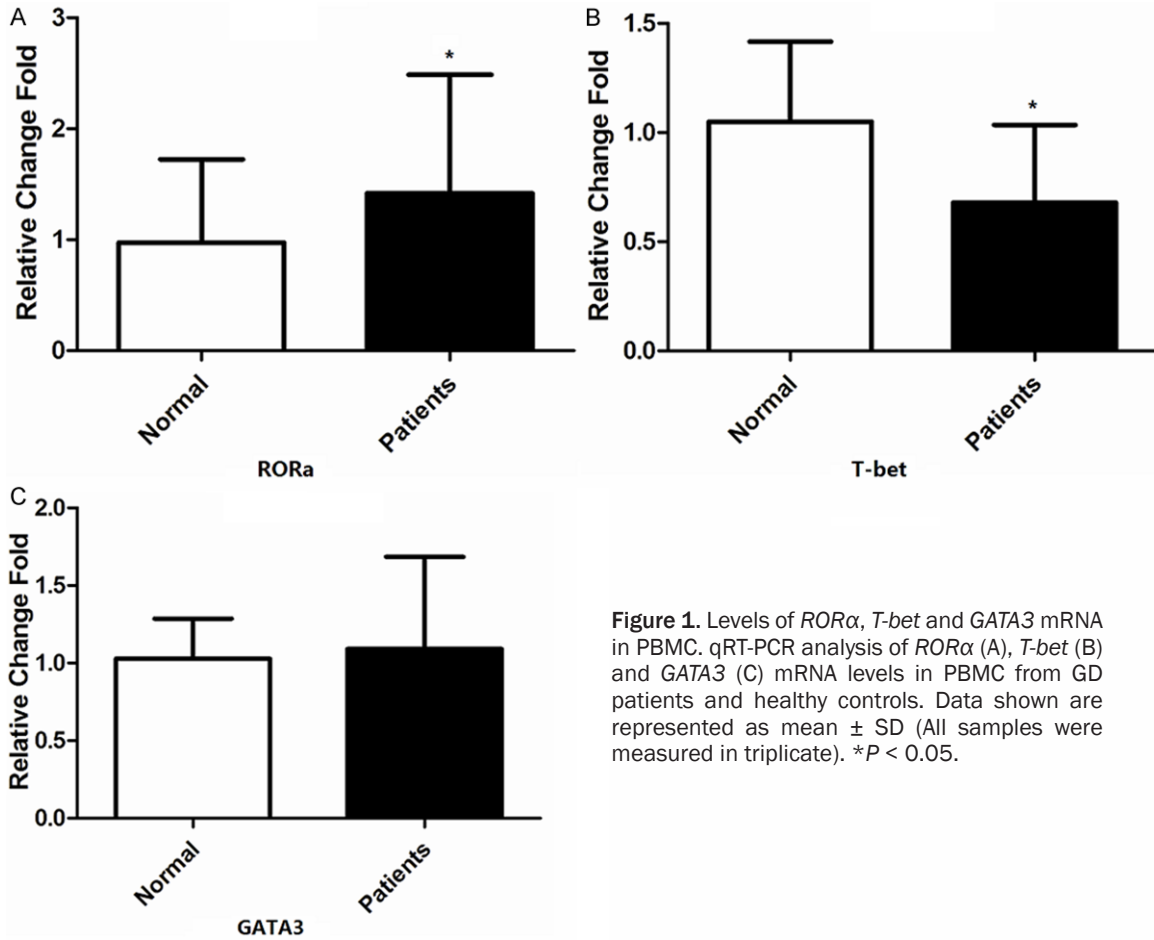 A
Relative Change Fold
3
2
1
0
*
Normal
Patients
RORa
B
Relative Change Fold
1.5
1.0
0.5
0.0
*
Normal
Patients
T-bet
C
Relative Change Fold
2.0
1.5
1.0
0.5
0.0
Normal
Patients
GATA3
Figure 1. Levels of RORα, T-bet and GATA3 mRNA
in PBMC. qRT-PCR analysis of RORα (A), T-bet (B)
and GATA3 (C) mRNA levels in PBMC from GD
patients and healthy controls. Data shown are
represented as mean ± SD (All samples were
measured in triplicate). *P < 0.05.